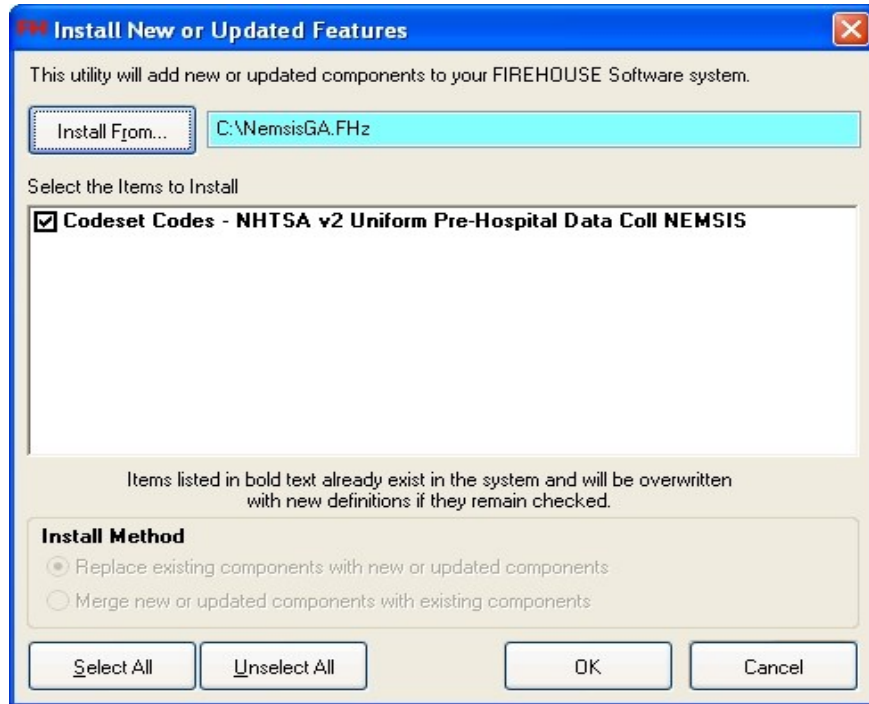 FH Install New or Updated Features
This utility will add new or updated components to your FIREHOUSE Software system.
Install From...
C:\NemsisGA.FHz
Select the Items to Install
Codeset Codes - NHTSA v2 Uniform Pre-Hospital Data Coll NEMSIS
Items listed in bold text already exist in the system and will be overwritten
with new definitions if they remain checked.
Install Method
Replace existing components with new or updated components
Merge new or updated components with existing components
Select All
Unselect All
OK
Cancel